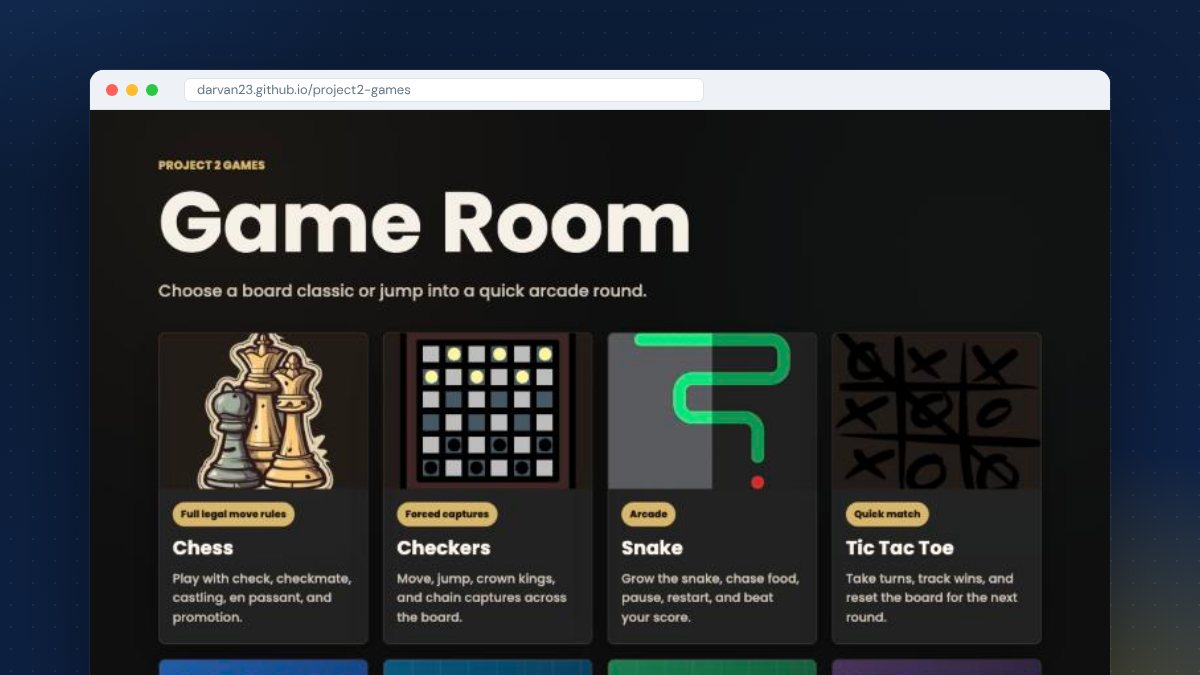 darvan23.github.io/project2-games
PROJECT 2 GAMES
Game Room
Choose a board classic or jump into a quick arcade round.
Full legal move rules
Chess
Play with check, checkmate,
castling, en passant, and
promotion.
Forced captures
Checkers
Move, jump, crown kings,
and chain captures across
the board.
Arcade
Snake
Grow the snake, chase food,
pause, restart, and beat
your score.
Quick match
Tic Tac Toe
Take turns, track wins, and
reset the board for the next
round.